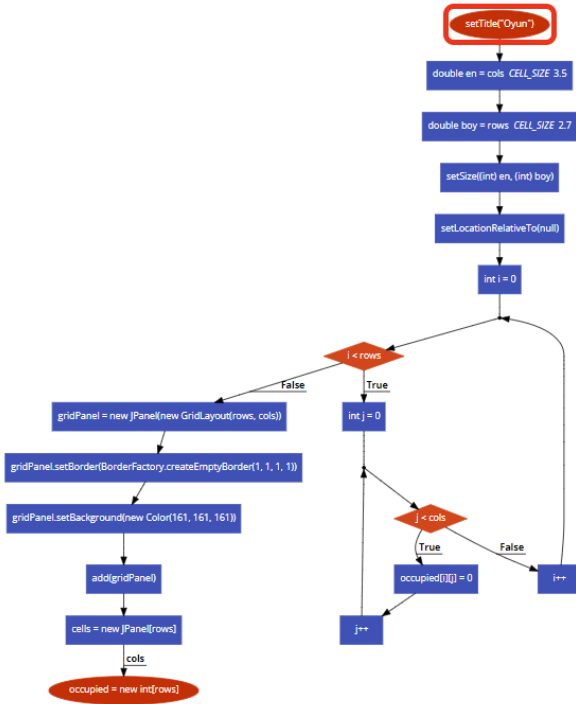 setTitle("Oyun")
double en = cols CELL_SIZE 3.5
double boy = rows CELL_SIZE 2.7
setSize((int) en, (int) boy)
setLocationRelativeTo(null)
int i = 0
i < rows
False
True
gridPanel = new JPanel(new GridLayout(rows, cols))
int j = 0
gridPanel.setBorder(BorderFactory.createEmptyBorder(1, 1, 1, 1))
gridPanel.setBackground(new Color(161, 161, 161))
j < cols
True
False
add(gridPanel)
occupied[i][j] = 0
i++
cells = new JPanel[rows]
j++
cols
occupied = new int[rows]